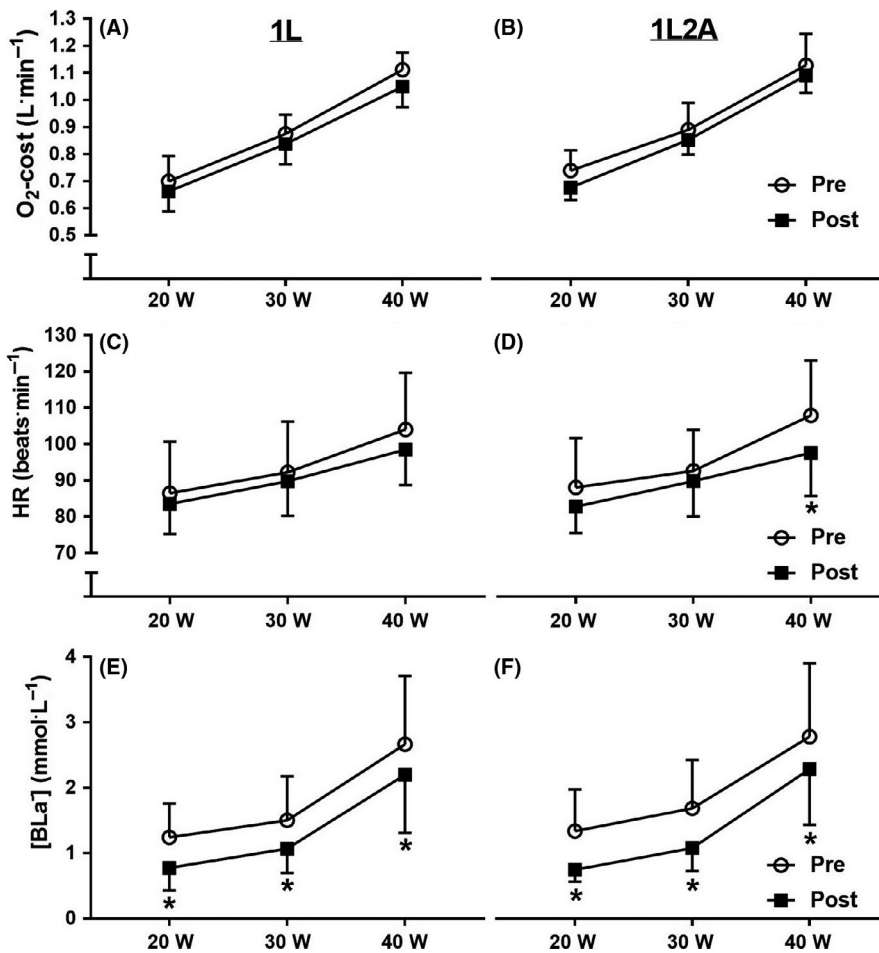 (A) 1L
(B) 1L2A
O₂-cost (L·min⁻¹)
1.3
1.2
1.1
1.0
0.9
0.8
0.7
0.6
0.5
Pre
Post
20 W 30 W 40 W
20 W 30 W 40 W
(C)
(D)
HR (beats·min⁻¹)
130
120
110
100
90
80
70
*
Pre
Post
20 W 30 W 40 W
20 W 30 W 40 W
(E)
(F)
[BLa⁻] (mmol·L⁻¹)
4
3
2
1
0
* * *
* * *
Pre
Post
20 W 30 W 40 W
20 W 30 W 40 W